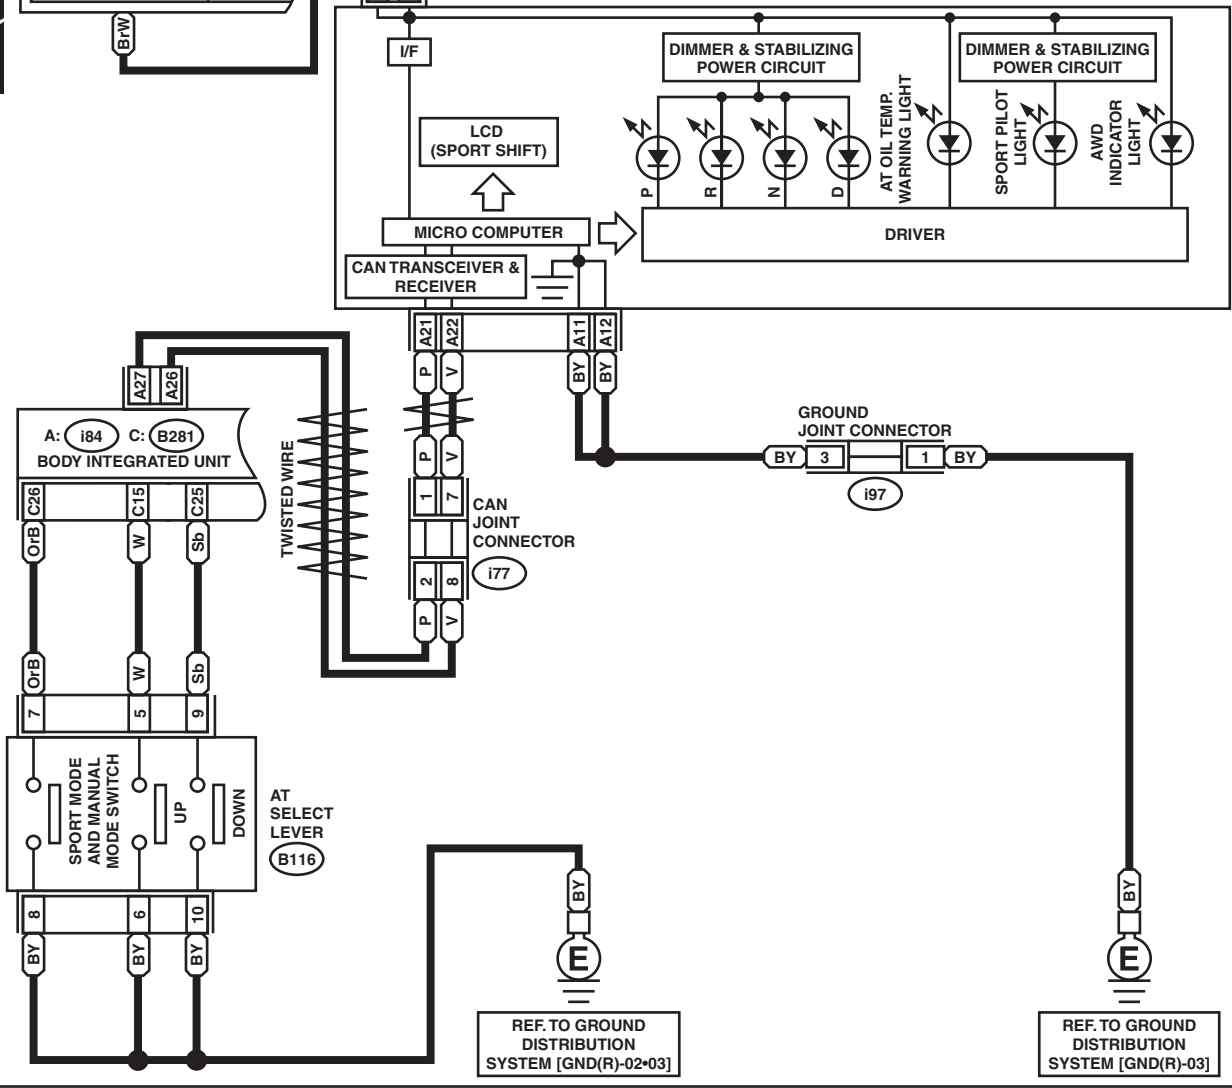 BrW
I/F
DIMMER & STABILIZING
POWER CIRCUIT
DIMMER & STABILIZING
POWER CIRCUIT
LCD
(SPORT SHIFT)
P
R
N
D
AT OIL TEMP.
WARNING LIGHT
SPORT PILOT
LIGHT
AWD
INDICATOR
LIGHT
MICRO COMPUTER
DRIVER
CAN TRANSCEIVER &
RECEIVER
A21
A22
A11
A12
P
V
BY
BY
A27
A26
A: i84 C: B281
BODY INTEGRATED UNIT
C26
C15
C25
OrB
W
Sb
TWISTED WIRE
P
V
1
7
CAN
JOINT
CONNECTOR
i77
2
8
P
V
GROUND
JOINT CONNECTOR
BY
3
1
BY
i97
OrB
W
Sb
7
5
9
SPORT MODE
AND MANUAL
MODE SWITCH
UP
DOWN
AT
SELECT
LEVER
B116
8
6
10
BY
BY
BY
BY
E
REF. TO GROUND
DISTRIBUTION
SYSTEM [GND(R)-02•03]
BY
E
REF. TO GROUND
DISTRIBUTION
SYSTEM [GND(R)-03]